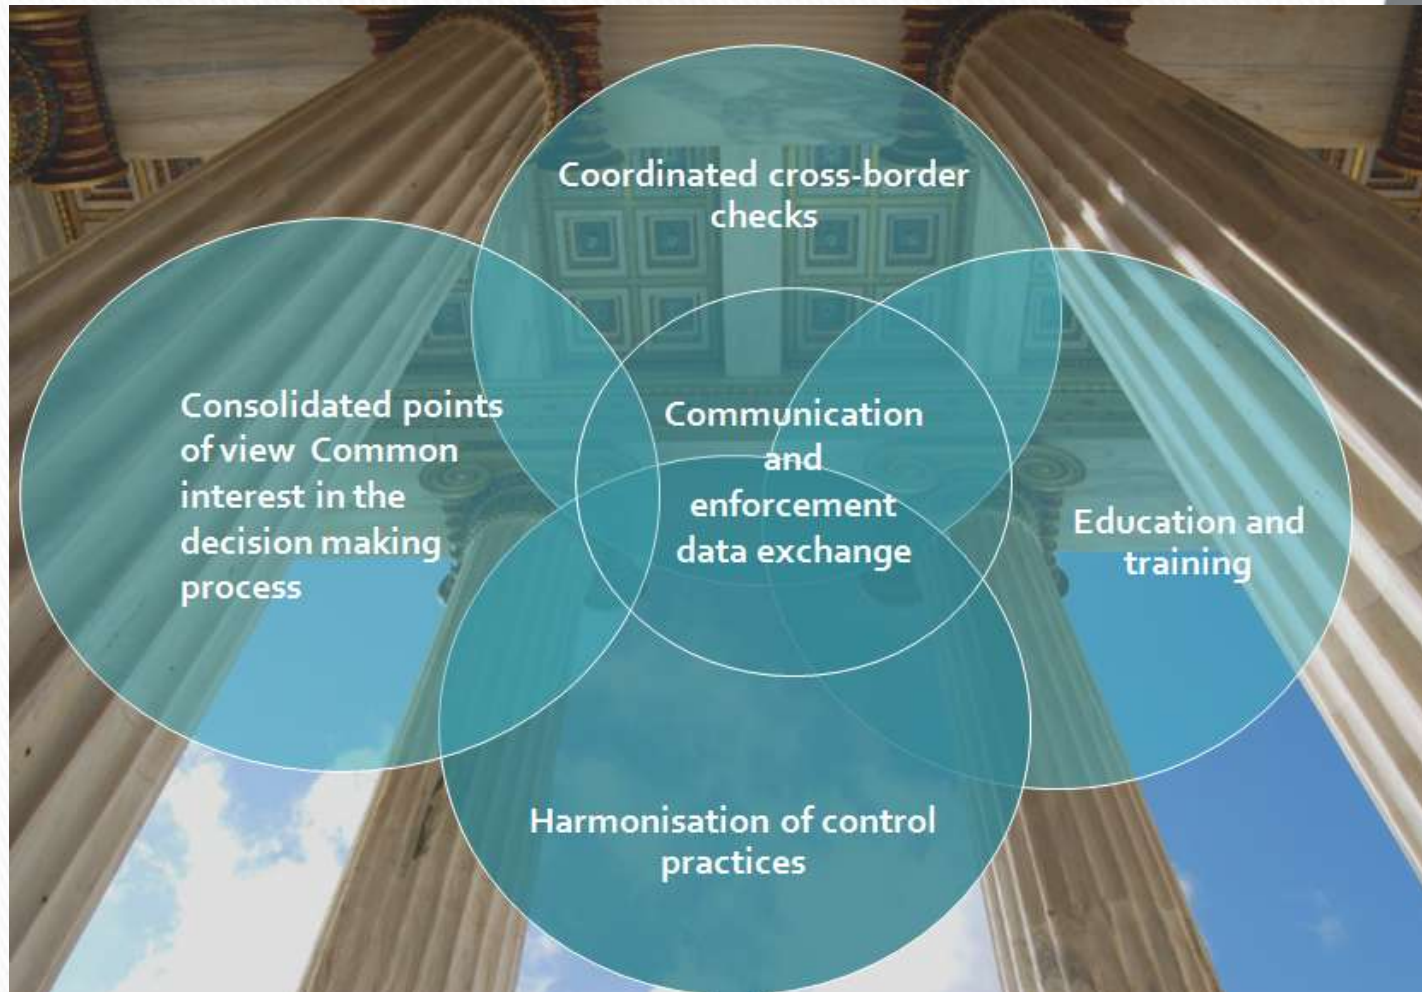 Coordinated cross-border
checks
Consolidated points
of view  Common
interest in the
decision making
process
Communication
and
enforcement
data exchange
Education and
training
Harmonisation of control
practices